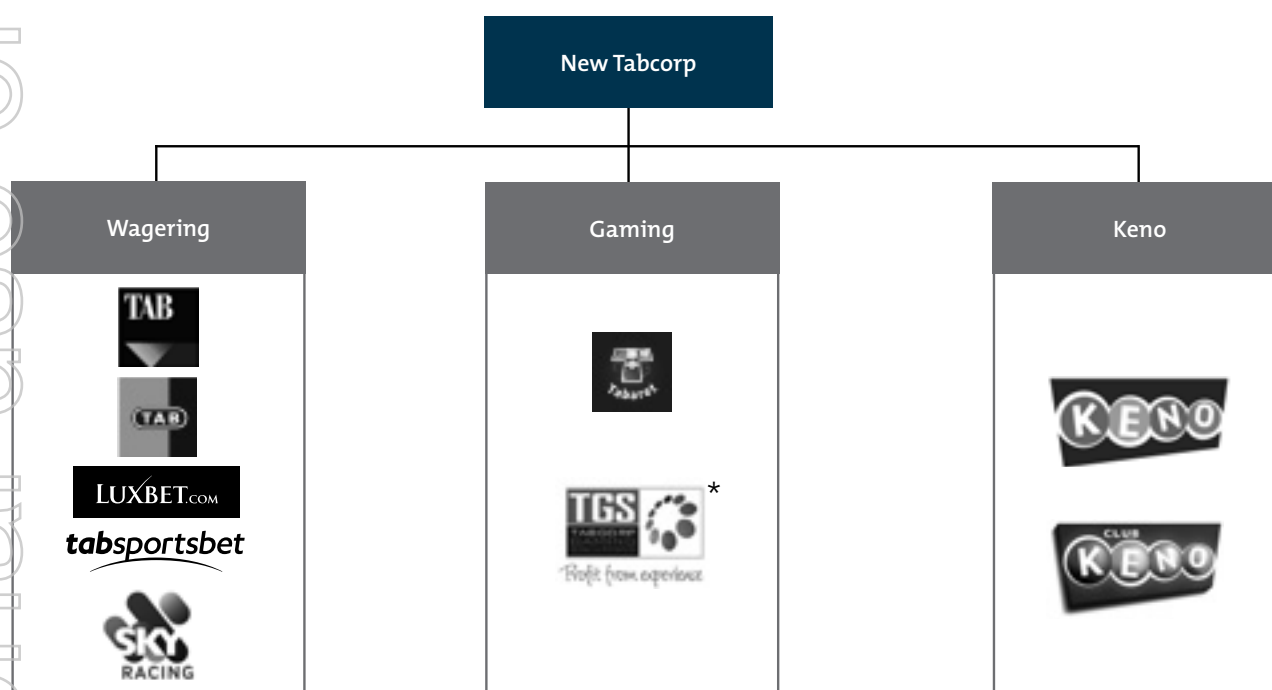 New Tabcorp
Wagering
Gaming
Keno
TAB
TAB
LUXBET.COM
tabsportsbet
SKY
RACING
Tabaret
TGS
*
TABCORP
Profit from experience
KENO
CLUB
KENO